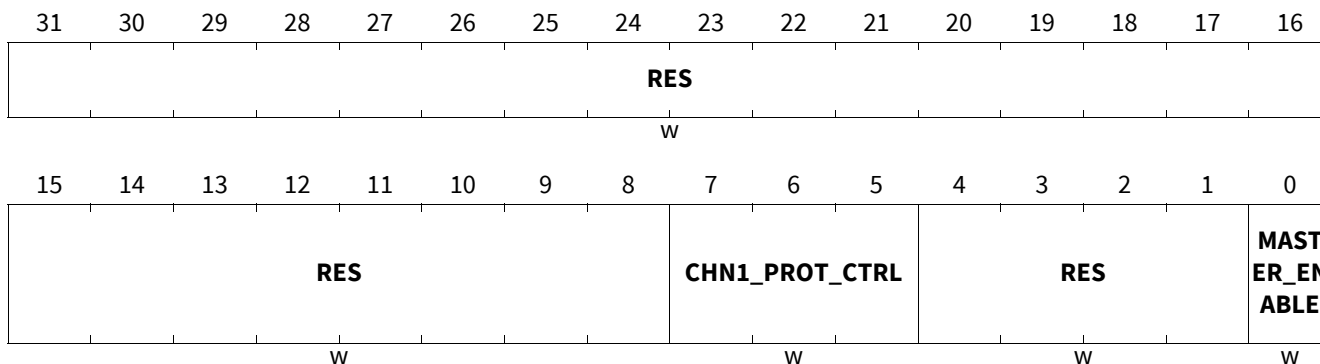 31 30 29 28 27 26 25 24 23 22 21 20 19 18 17 16
RES
w
15 14 13 12 11 10 9 8 7 6 5 4 3 2 1 0
RES CHN1_PROT_CTRL RES MAST
ER_EN
ABLE
w w w w